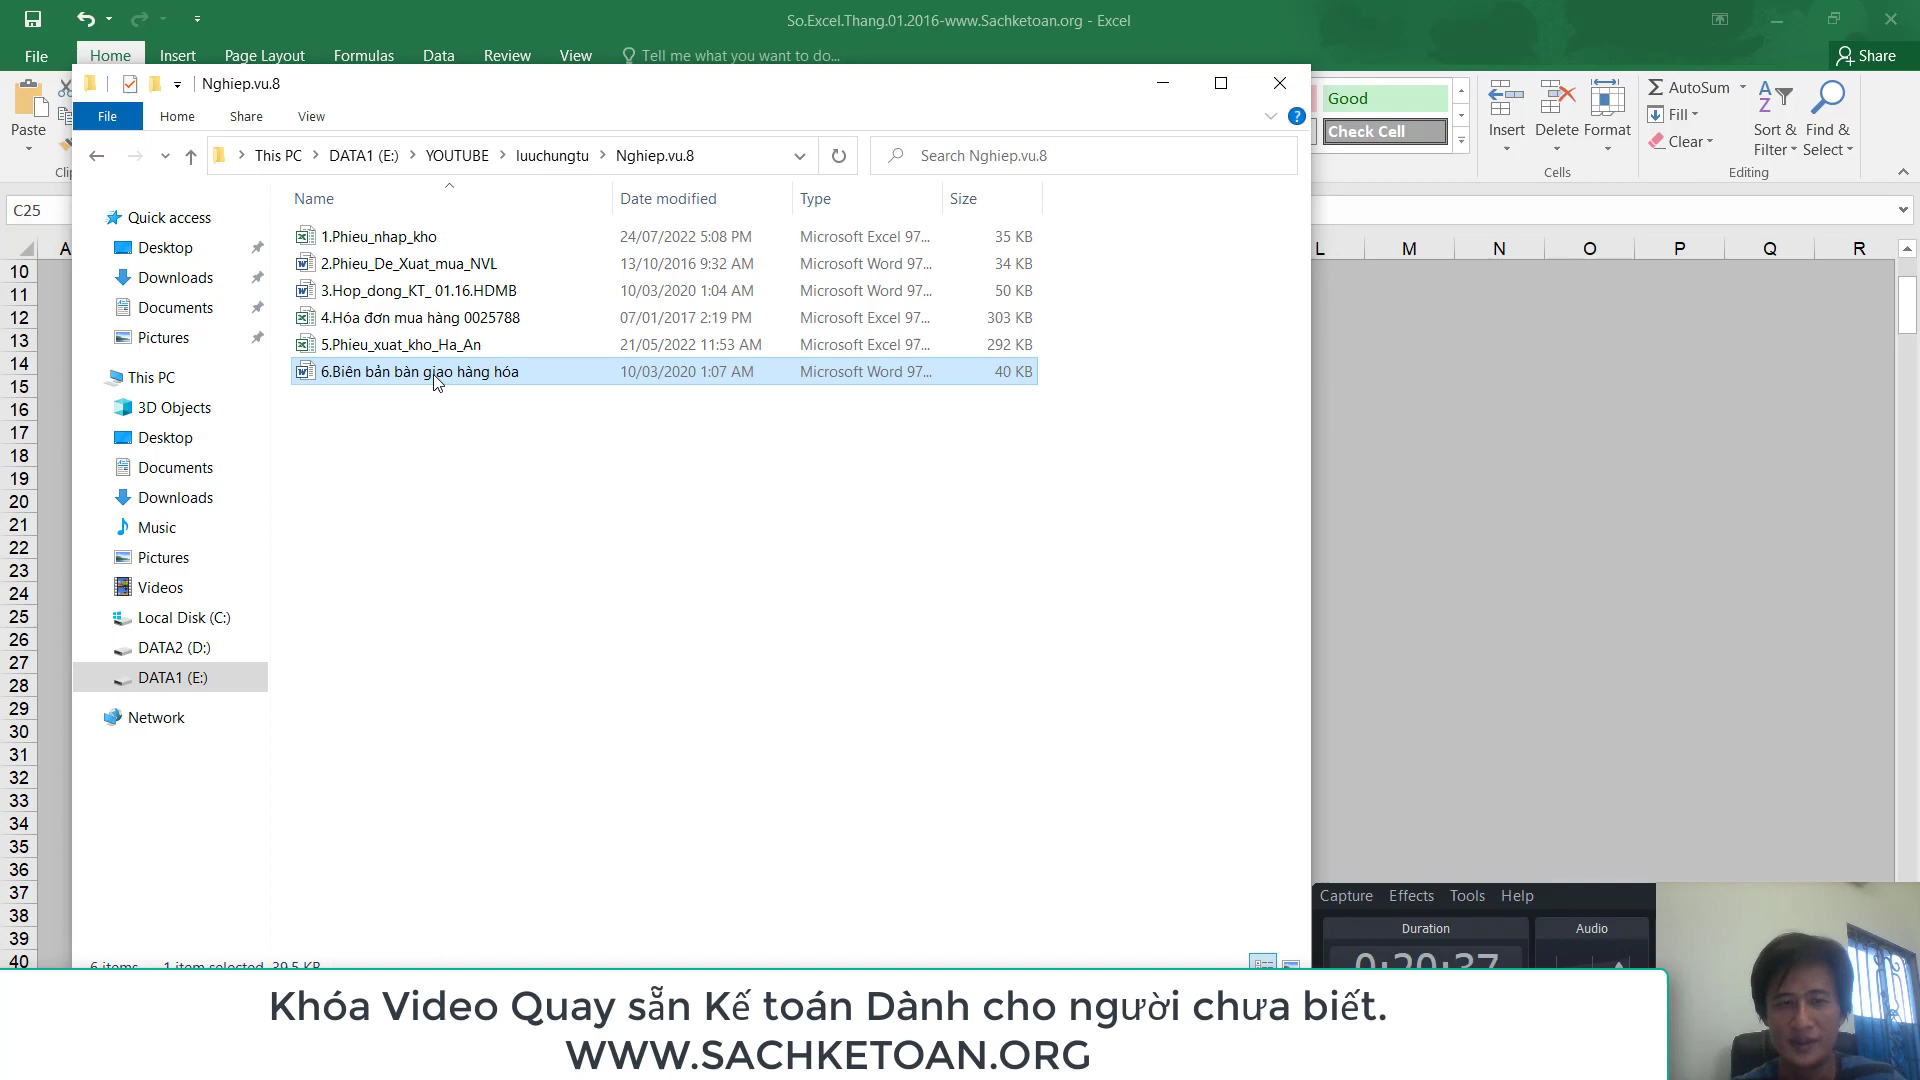 So.Excel.Thang.01.2016-www.Sachketoan.org - Excel
File Home Insert Page Layout Formulas Data Review View Tell me what you want to do... Share
Nghiep.vu.8
File Home Share View
Paste
Good
Check Cell
Insert Delete Format
Cells
AutoSum
Fill
Clear
Sort & Filter
Find & Select
Editing
This PC DATA1 (E:) YOUTUBE luuchungtu Nghiep.vu.8
Search Nghiep.vu.8
C25
A L M N O P Q R
Name Date modified Type Size
1.Phieu_nhap_kho 24/07/2022 5:08 PM Microsoft Excel 97... 35 KB
2.Phieu_De_Xuat_mua_NVL 13/10/2016 9:32 AM Microsoft Word 97... 34 KB
3.Hop_dong_KT_ 01.16.HDMB 10/03/2020 1:04 AM Microsoft Word 97... 50 KB
4.Hóa đơn mua hàng 0025788 07/01/2017 2:19 PM Microsoft Excel 97... 303 KB
5.Phieu_xuat_kho_Ha_An 21/05/2022 11:53 AM Microsoft Excel 97... 292 KB
6.Biên bản bàn giao hàng hóa 10/03/2020 1:07 AM Microsoft Word 97... 40 KB
Quick access
Desktop
Downloads
Documents
Pictures
This PC
3D Objects
Desktop
Documents
Downloads
Music
Pictures
Videos
Local Disk (C:)
DATA2 (D:)
DATA1 (E:)
Network
10
11
12
13
14
15
16
17
18
19
20
21
22
23
24
25
26
27
28
29
30
31
32
33
34
35
36
37
38
39
40
6 items 1 item selected 39.5 KB
Capture Effects Tools Help
Duration Audio
0:20:37
Khóa Video Quay sẵn Kế toán Dành cho người chưa biết.
WWW.SACHKETOAN.ORG